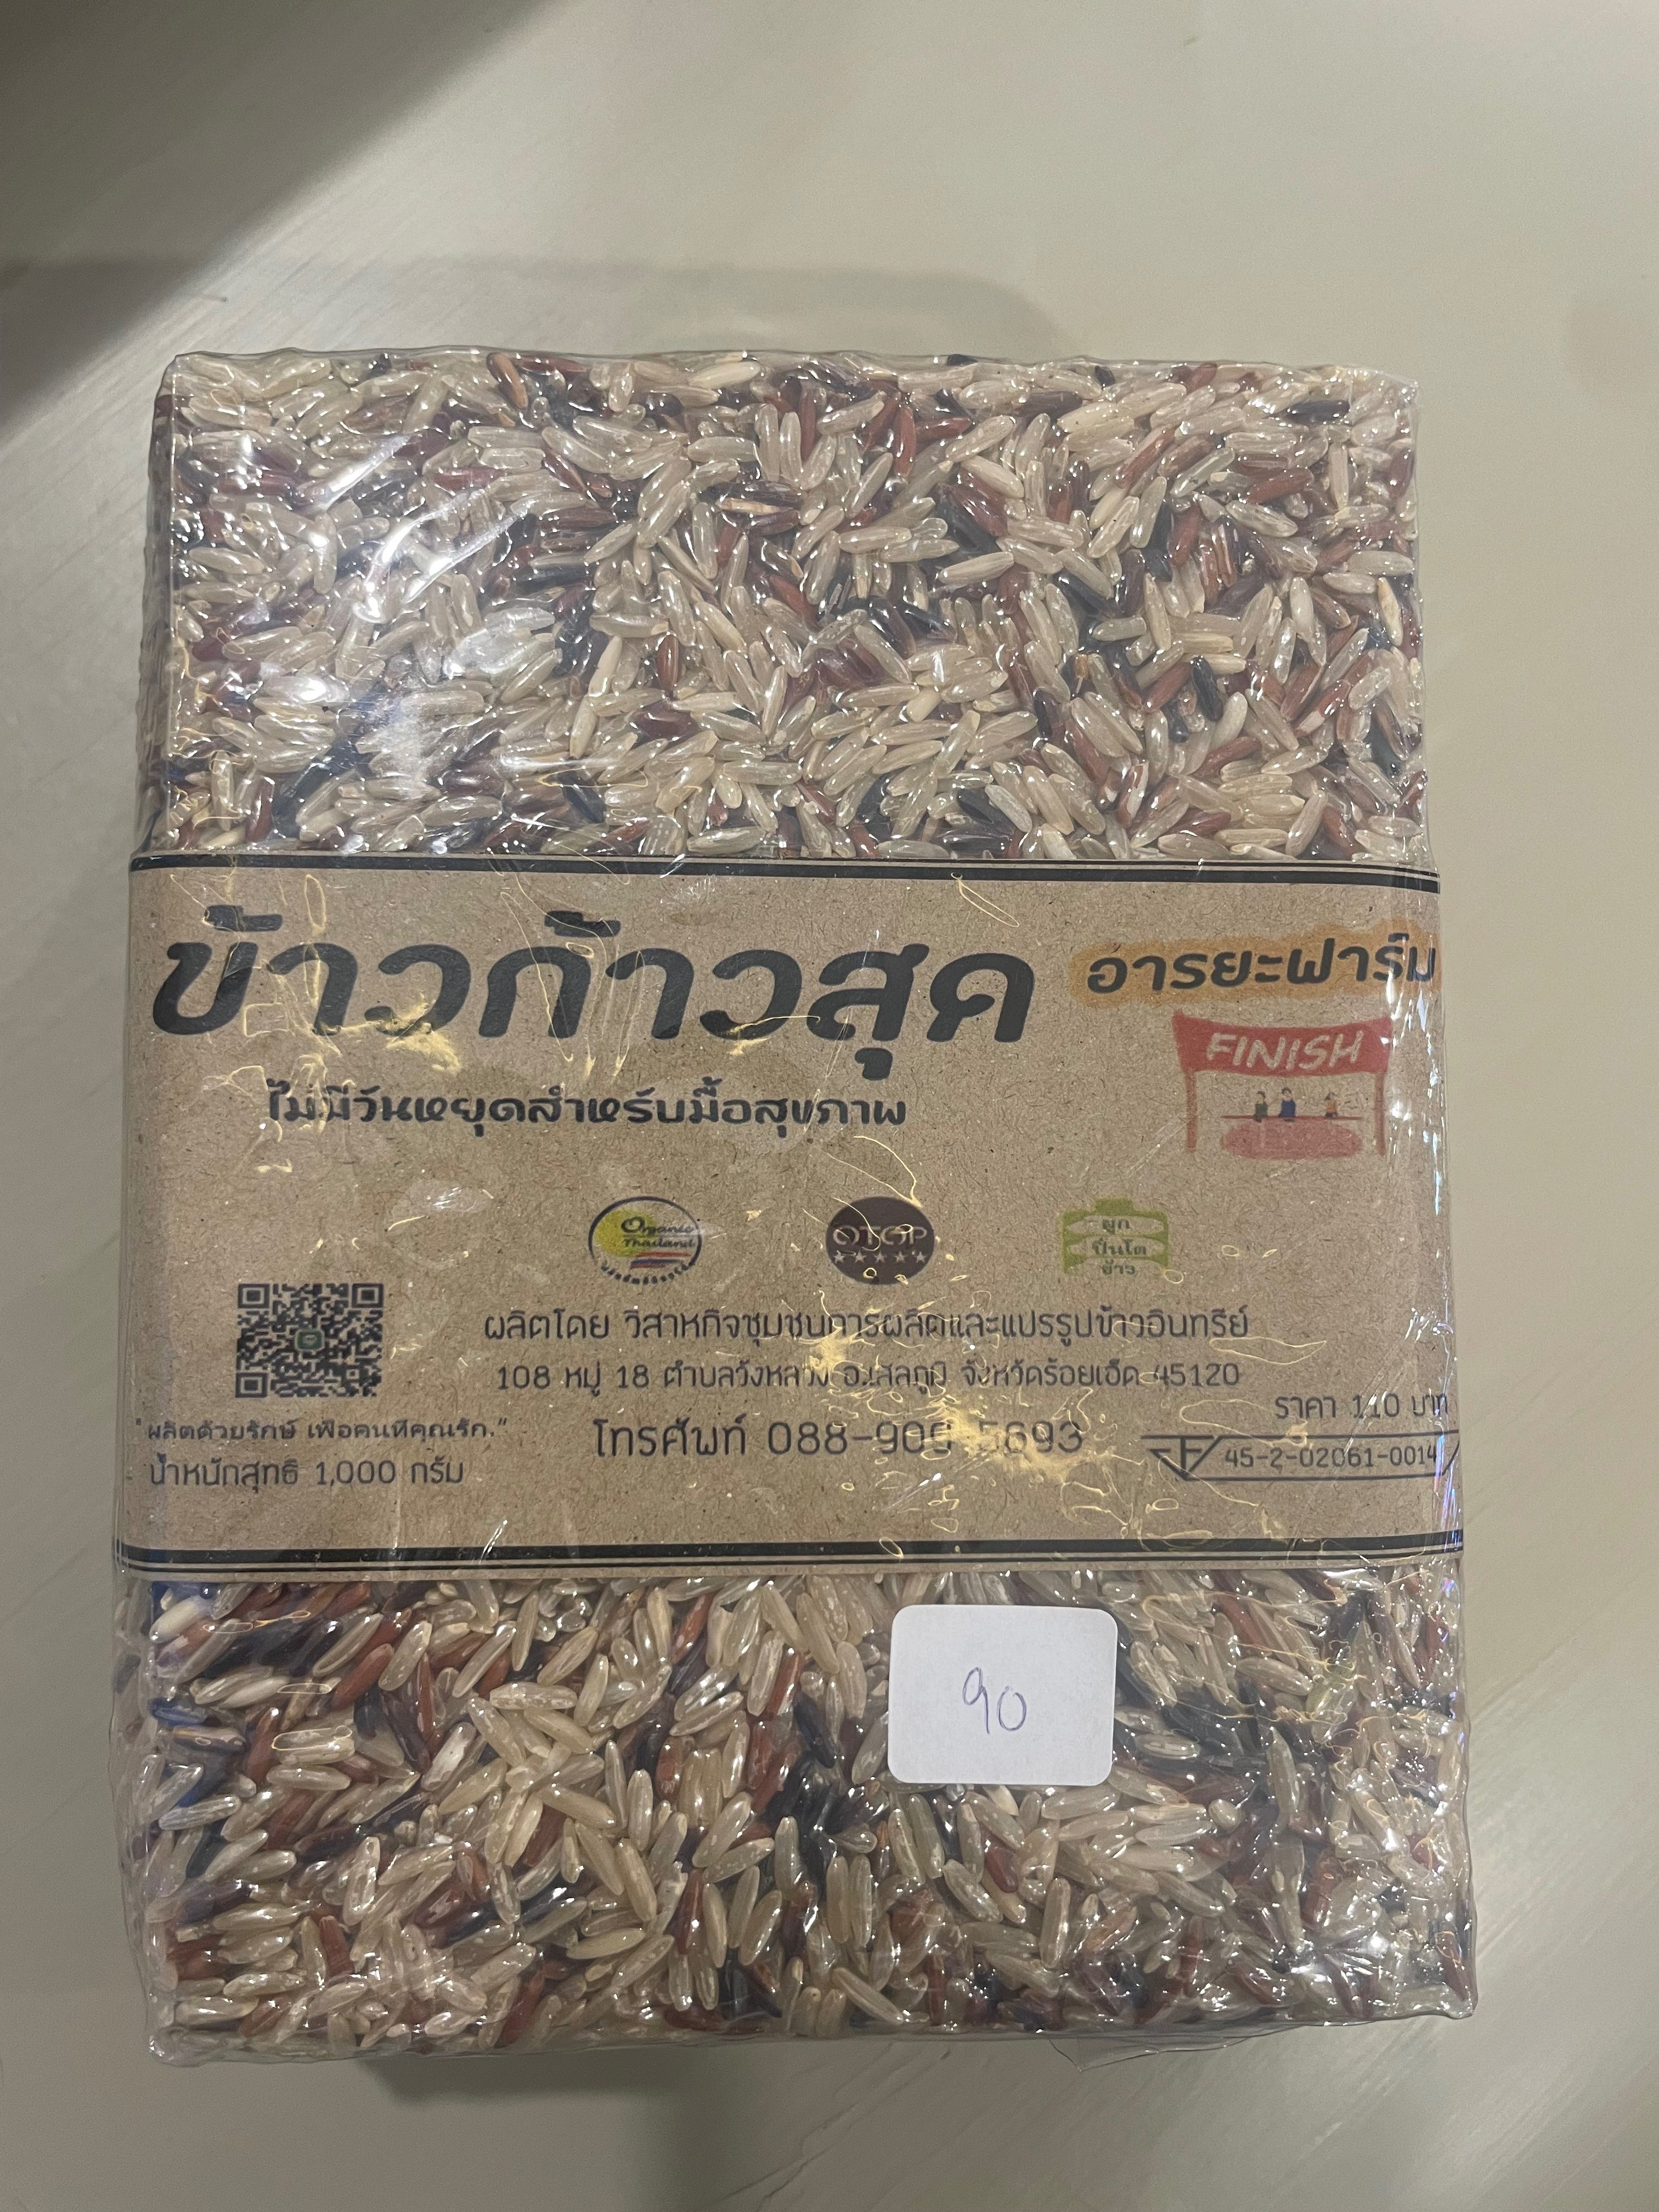 ข้าวก้าวสุด
อารยะฟาร์ม
FINISH
ไม่มีวันหยุดสำหรับมื้อสุขภาพ
Organic
Thailand
OTOP
ผูก
ปิ่นโต
ข้าว
ผลิตโดย วิสาหกิจชุมชนการผลิตและแปรรูปข้าวอินทรีย์
108 หมู่ 18 ตำบลวังหลวง อ.เสลภูมิ จังหวัดร้อยเอ็ด 45120
ราคา 110 บาท
"ผลิตด้วยรักษ์ เพื่อคนที่คุณรัก."
โทรศัพท์ 088-909-5693
45-2-02061-0014
น้ำหนักสุทธิ 1,000 กรัม
90